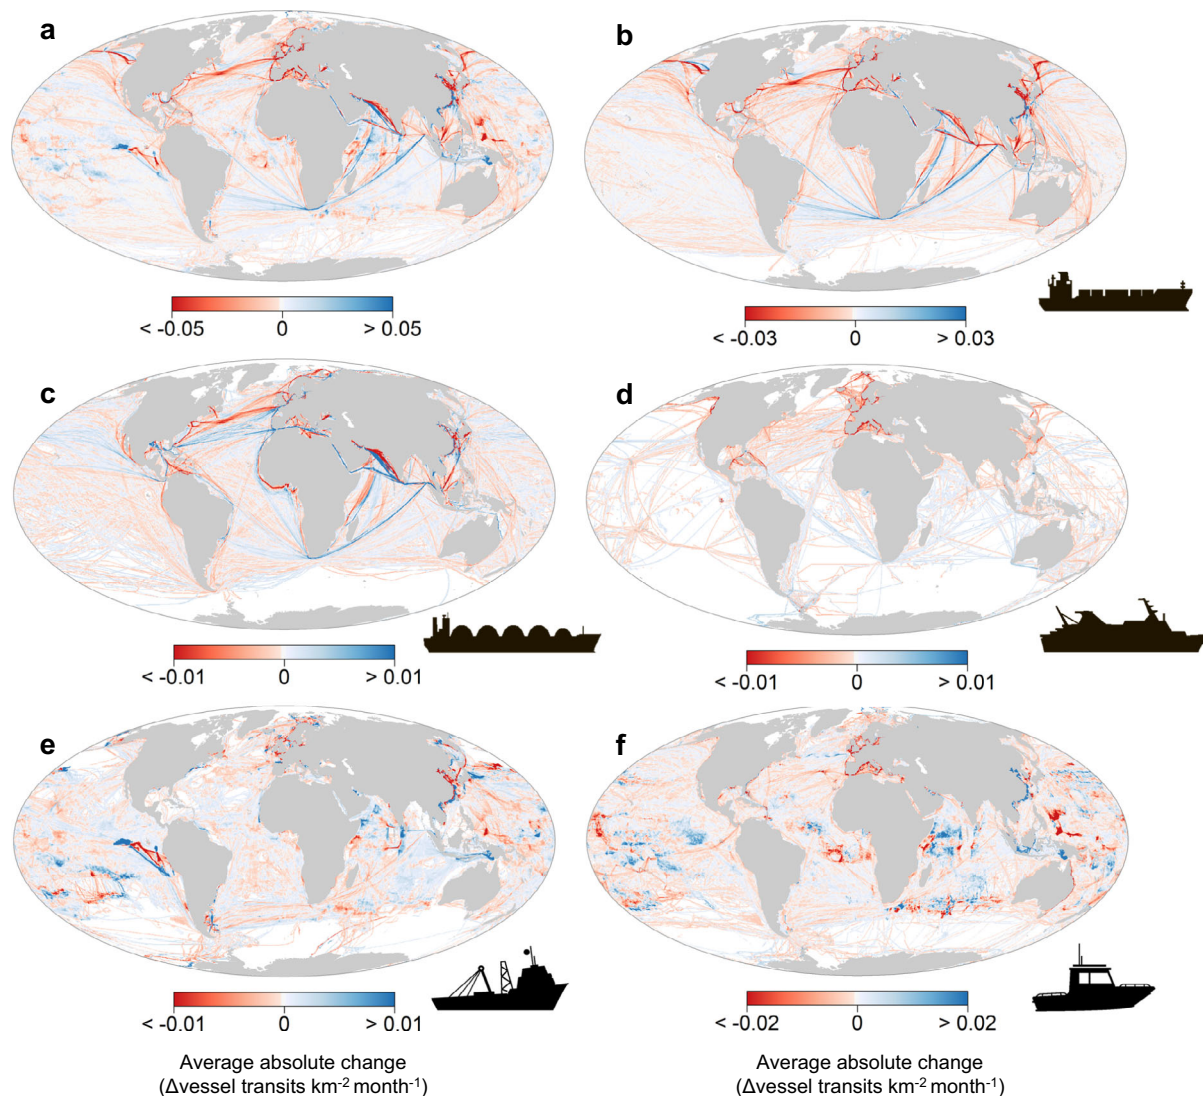 a
b
< -0.05 0 > 0.05
< -0.03 0 > 0.03
c
d
< -0.01 0 > 0.01
< -0.01 0 > 0.01
e
f
< -0.01 0 > 0.01
< -0.02 0 > 0.02
Average absolute change
(Δvessel transits km⁻² month⁻¹)
Average absolute change
(Δvessel transits km⁻² month⁻¹)